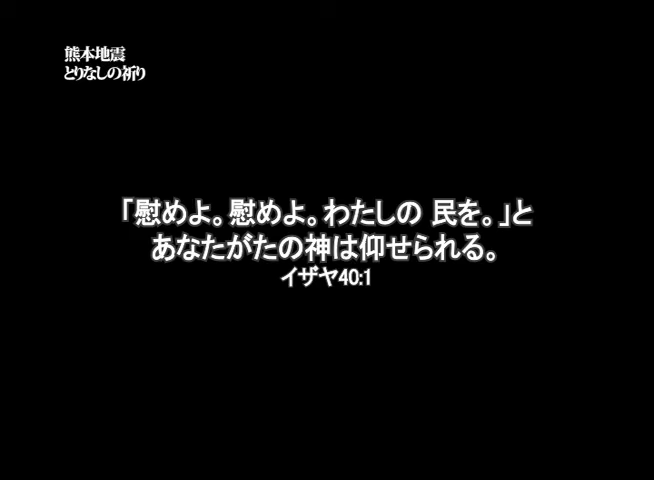 熊本地震
とりなしの祈り
「慰めよ。慰めよ。わたしの 民を。」と
あなたがたの神は仰せられる。
イザヤ40:1